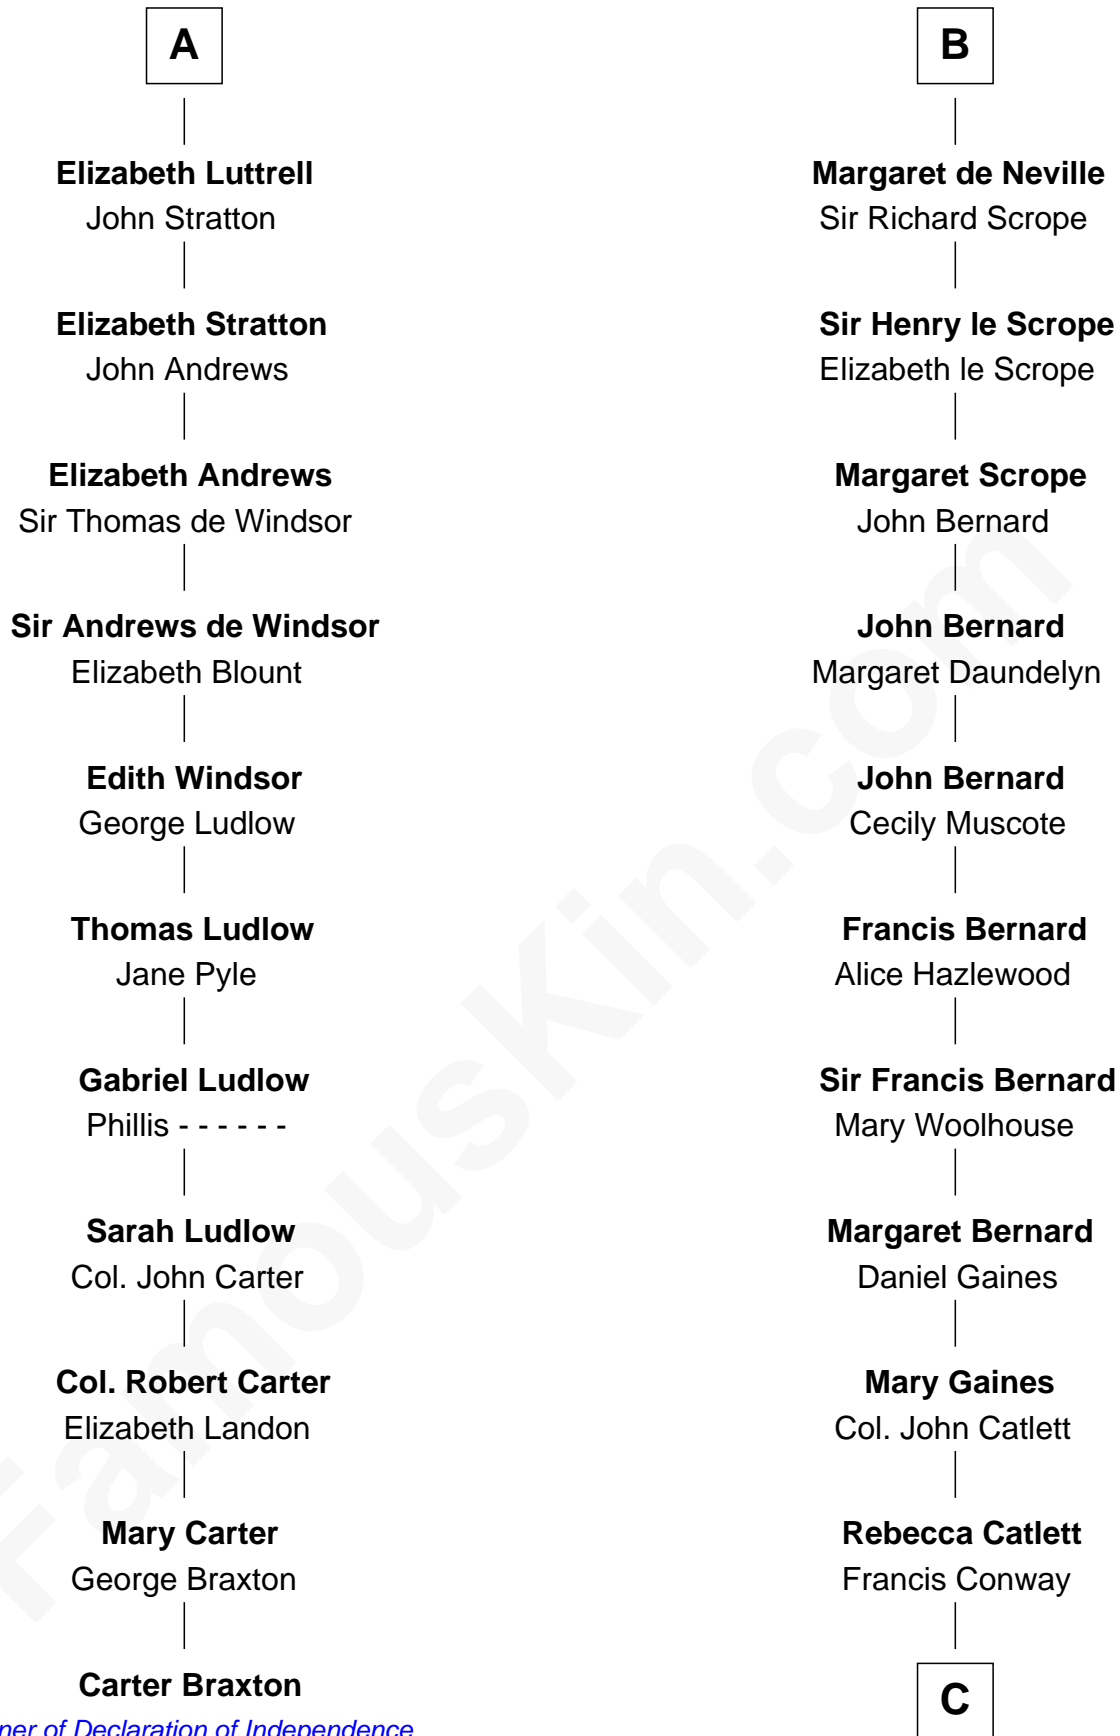 A
Elizabeth Luttrell
John Stratton
Elizabeth Stratton
John Andrews
Elizabeth Andrews
Sir Thomas de Windsor
Sir Andrews de Windsor
Elizabeth Blount
Edith Windsor
George Ludlow
Thomas Ludlow
Jane Pyle
Gabriel Ludlow
Phillis - - - - - -
Sarah Ludlow
Col. John Carter
Col. Robert Carter
Elizabeth Landon
Mary Carter
George Braxton
Carter Braxton
ner of Declaration of Independence
B
Margaret de Neville
Sir Richard Scrope
Sir Henry le Scrope
Elizabeth le Scrope
Margaret Scrope
John Bernard
John Bernard
Margaret Daundelyn
John Bernard
Cecily Muscote
Francis Bernard
Alice Hazlewood
Sir Francis Bernard
Mary Woolhouse
Margaret Bernard
Daniel Gaines
Mary Gaines
Col. John Catlett
Rebecca Catlett
Francis Conway
C
FamousKin.com